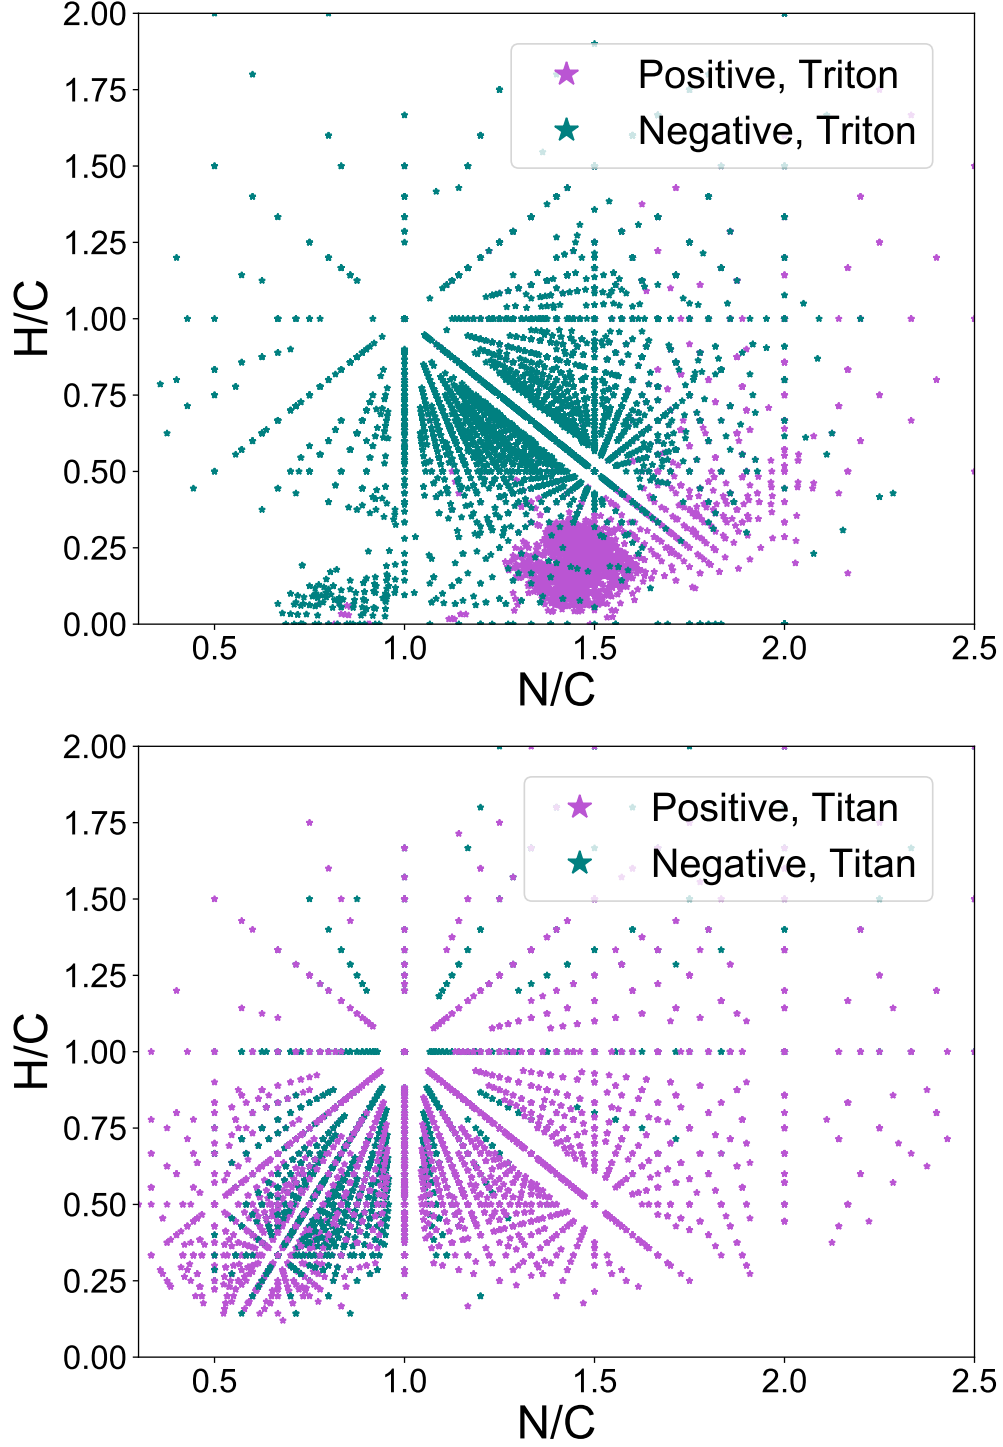 2.00
1.75
1.50
1.25
1.00
0.75
0.50
0.25
0.00
H/C
Positive, Triton
Negative, Triton
0.5 1.0 1.5 2.0 2.5
N/C
2.00
1.75
1.50
1.25
1.00
0.75
0.50
0.25
0.00
H/C
Positive, Titan
Negative, Titan
0.5 1.0 1.5 2.0 2.5
N/C